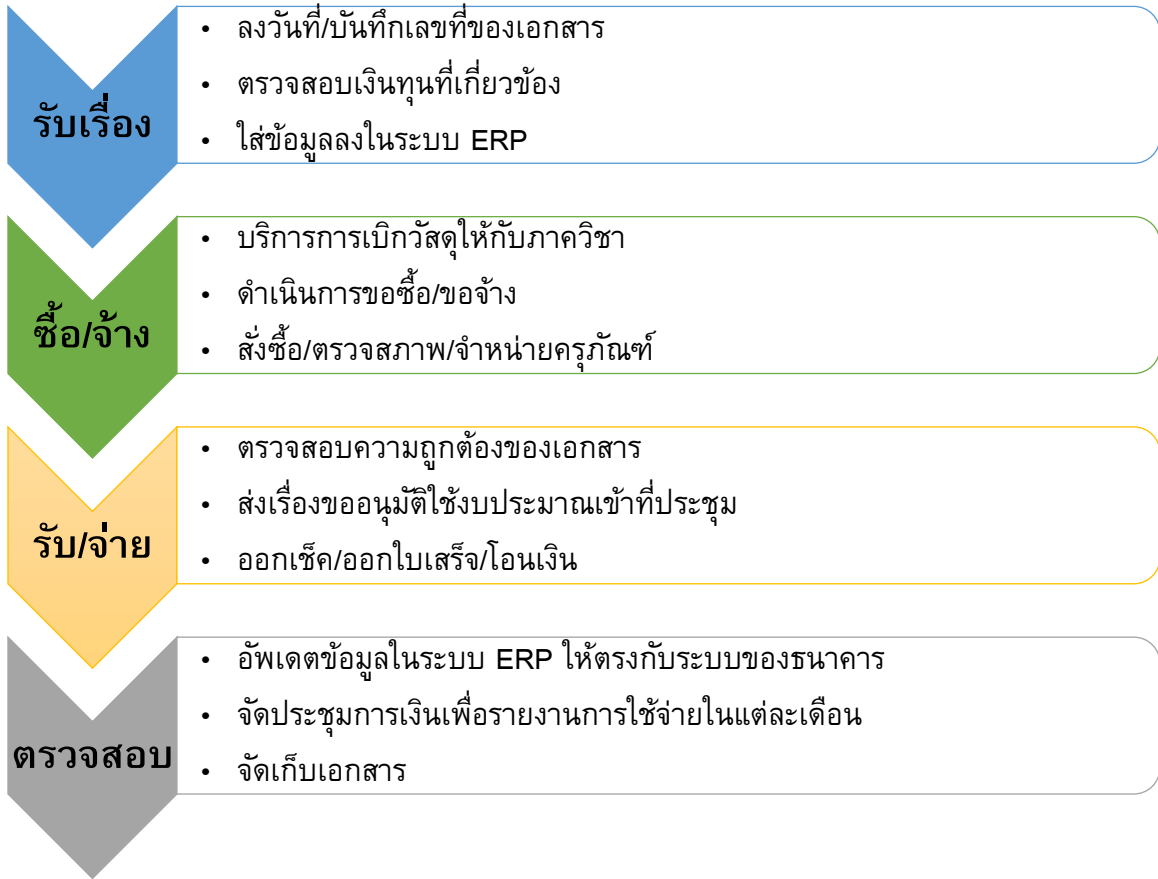 รับเรื่อง
• ลงวันที่/บันทึกเลขที่ของเอกสาร
• ตรวจสอบเงินทุนที่เกี่ยวข้อง
• ใส่ข้อมูลลงในระบบ ERP
ซื้อ/จ้าง
• บริการการเบิกวัสดุให้กับภาควิชา
• ดำเนินการขอซื้อ/ขอจ้าง
• สั่งซื้อ/ตรวจสภาพ/จำหน่ายครุภัณฑ์
รับ/จ่าย
• ตรวจสอบความถูกต้องของเอกสาร
• ส่งเรื่องขออนุมัติใช้งบประมาณเข้าที่ประชุม
• ออกเช็ค/ออกใบเสร็จ/โอนเงิน
ตรวจสอบ
• อัพเดตข้อมูลในระบบ ERP ให้ตรงกับระบบของธนาคาร
• จัดประชุมการเงินเพื่อรายงานการใช้จ่ายในแต่ละเดือน
• จัดเก็บเอกสาร